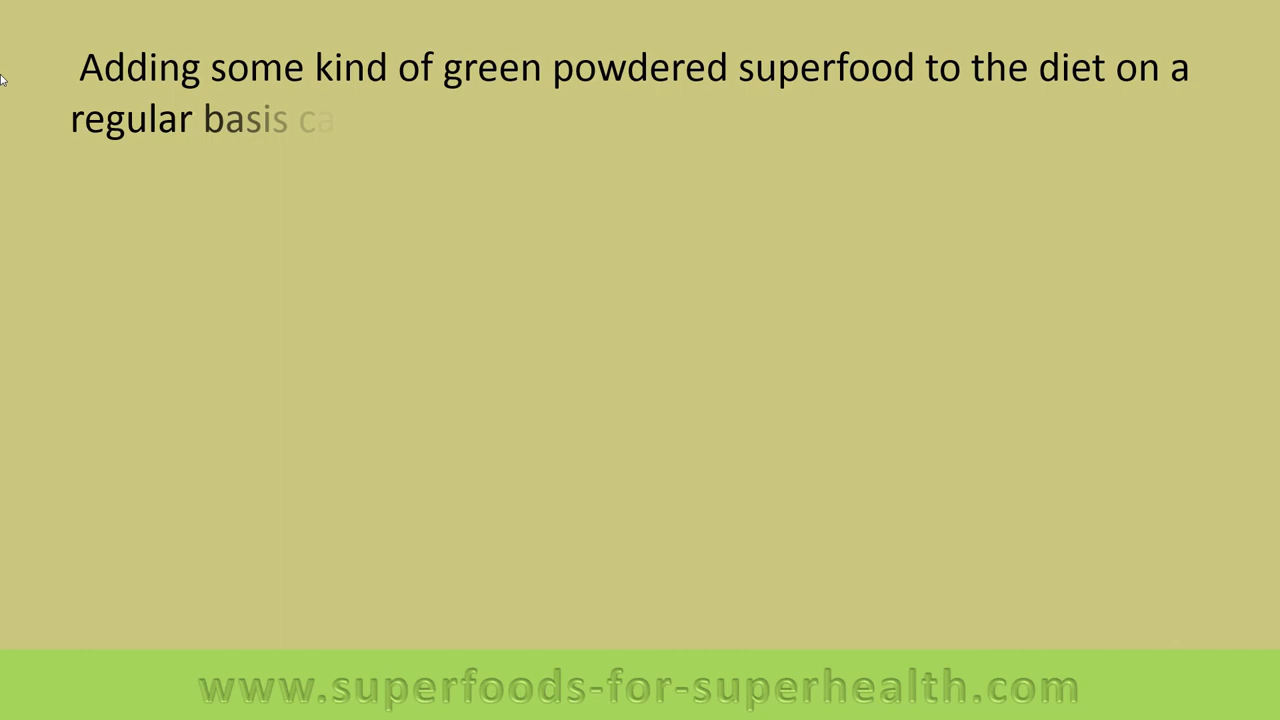 Adding some kind of green powdered superfood to the diet on a
regular basis
www.superfoods-for-superhealth.com